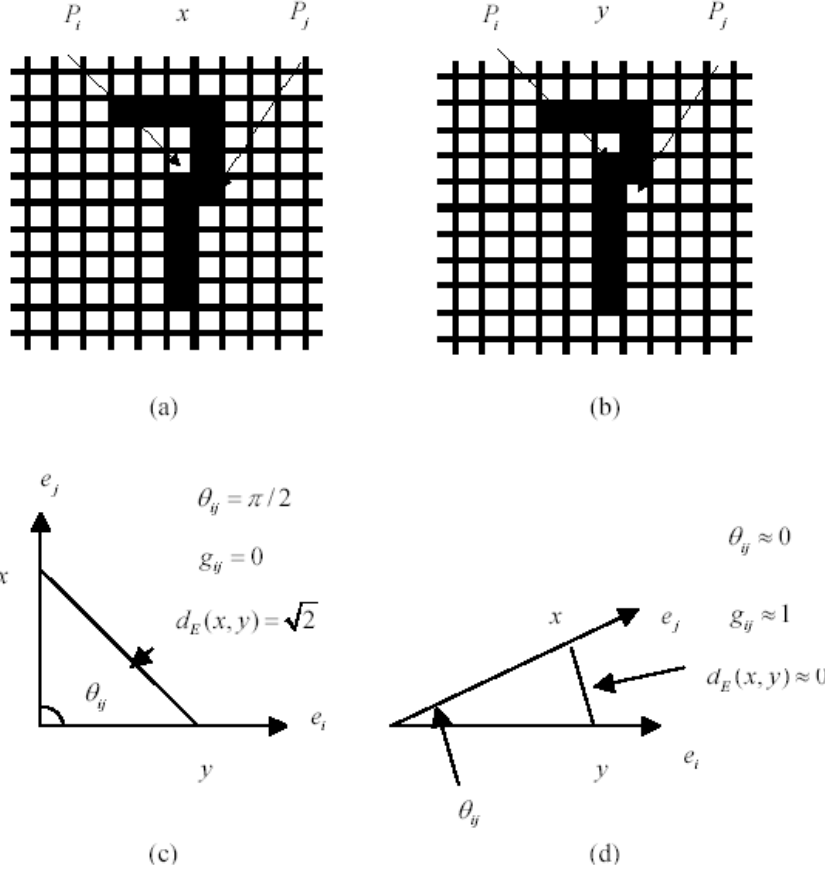 P_i x P_j
P_i y P_j
(a)
(b)
e_j
θ_ij = π/2
g_ij = 0
x
d_E(x, y) = √2
θ_ij
e_i
y
(c)
θ_ij ≈ 0
x
e_j
g_ij ≈ 1
d_E(x, y) ≈ 0
y
e_i
θ_ij
(d)